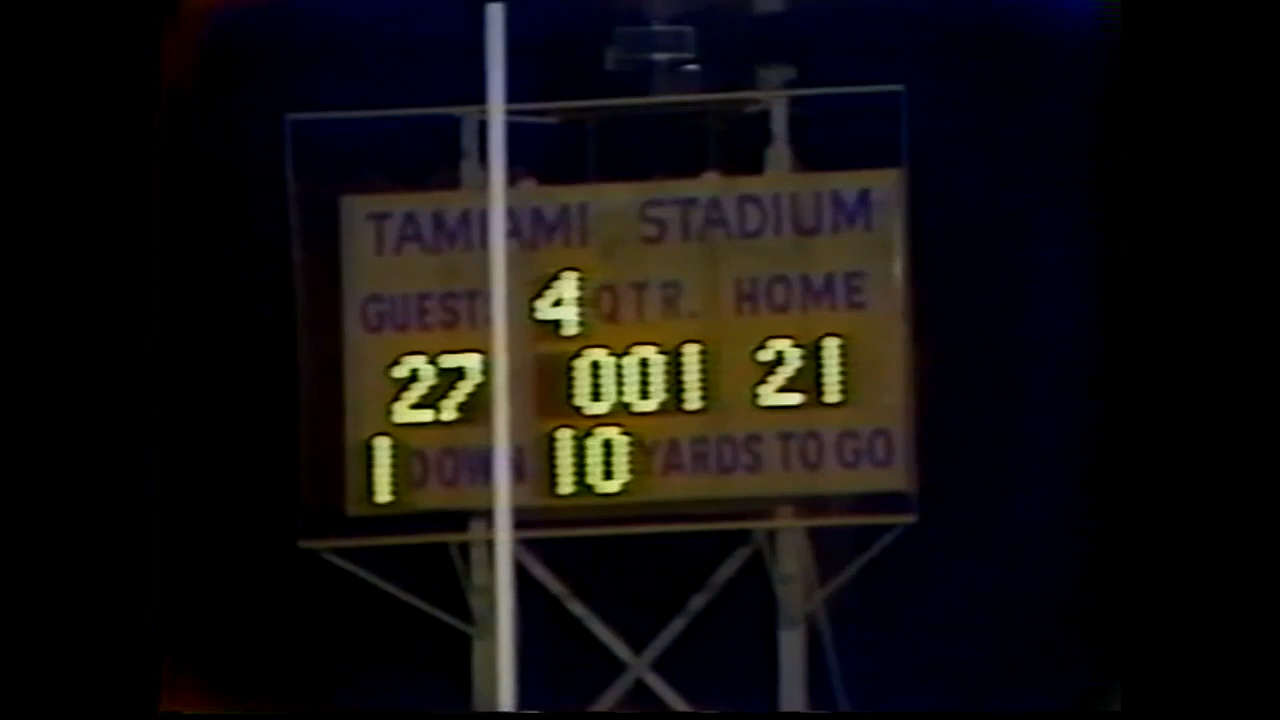 TAMIAMI STADIUM
GUEST 4 QTR. HOME
27 001 21
1 DOWN 10 YARDS TO GO